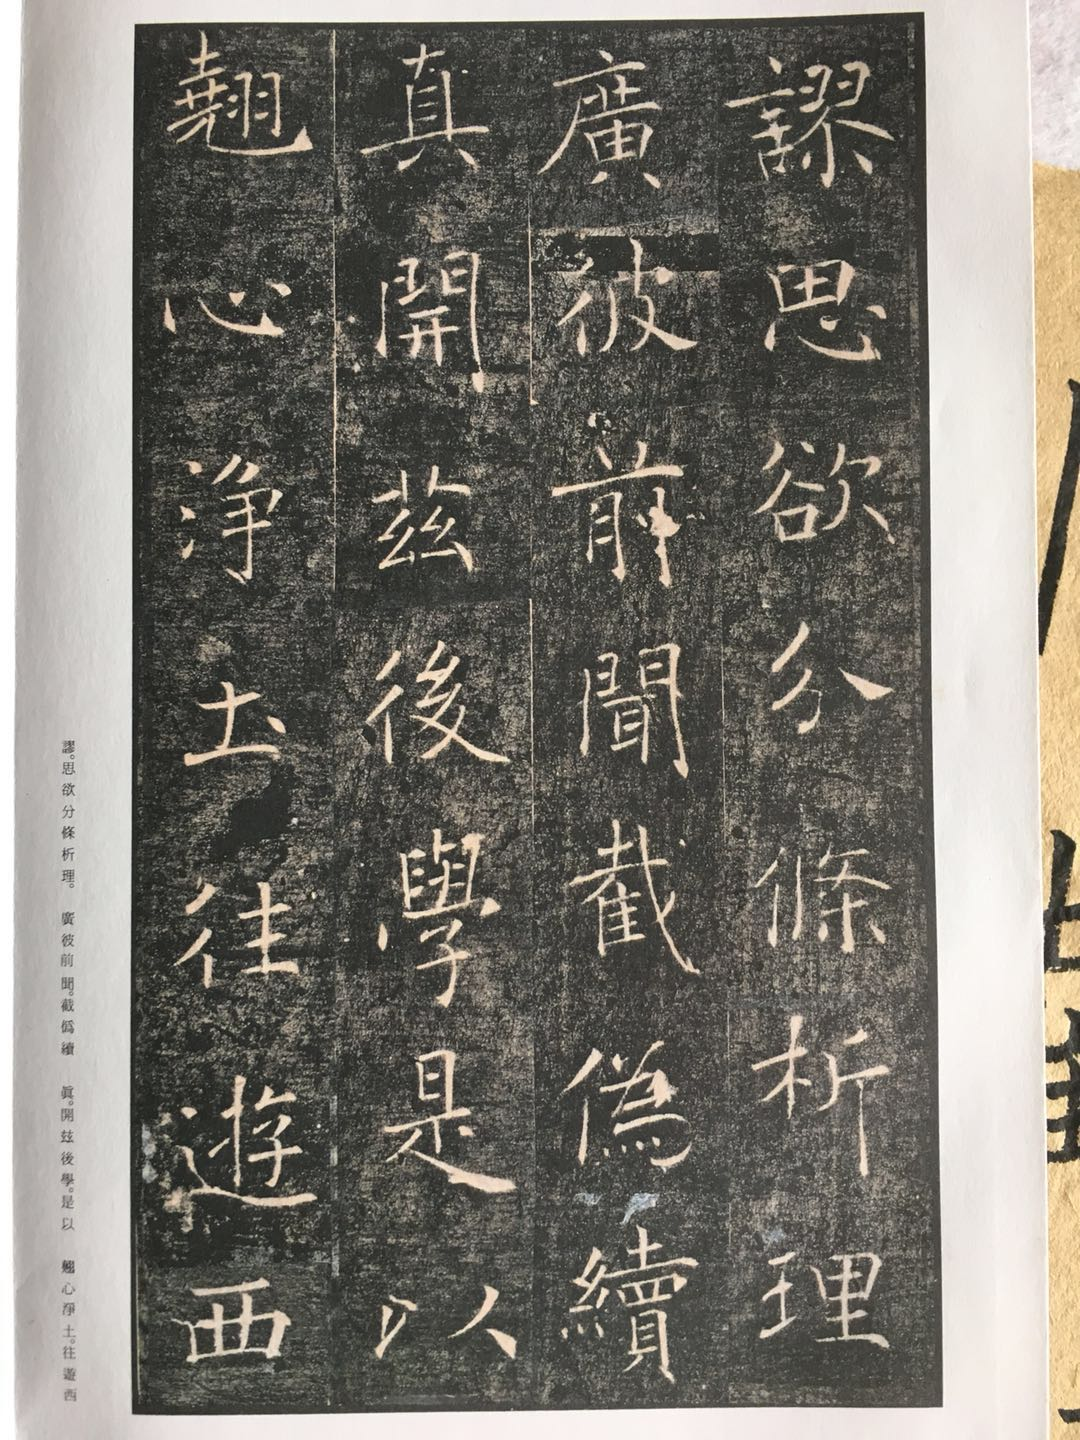 謬思欲分條析理
廣彼前聞截偽續
真開茲後學是以
翹心淨土往遊西
謬。思欲分條析理。 廣彼前聞。截僞續 眞。開玆後學。是以 翹心淨土。往遊西